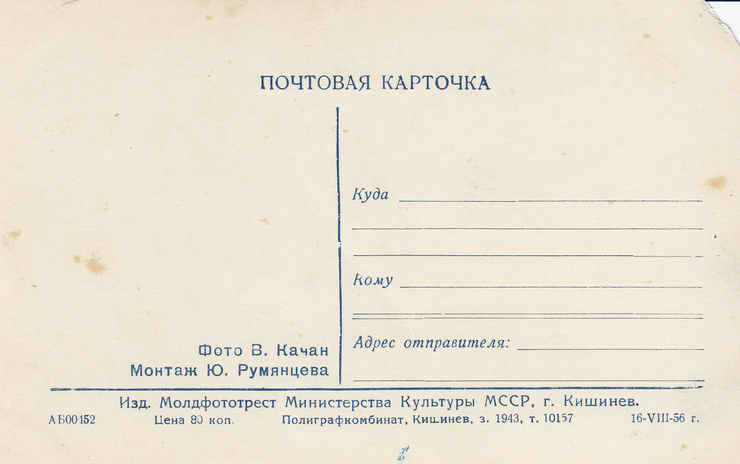 ПОЧТОВАЯ КАРТОЧКА
Куда
Кому
Адрес отправителя:
Фото В. Качан
Монтаж Ю. Румянцева
Изд. Молдфототрест Министерства Культуры МССР, г. Кишинев.
АБ00452 Цена 80 коп. Полиграфкомбинат, Кишинев, з. 1943, т. 10157 16-VIII-56 г.